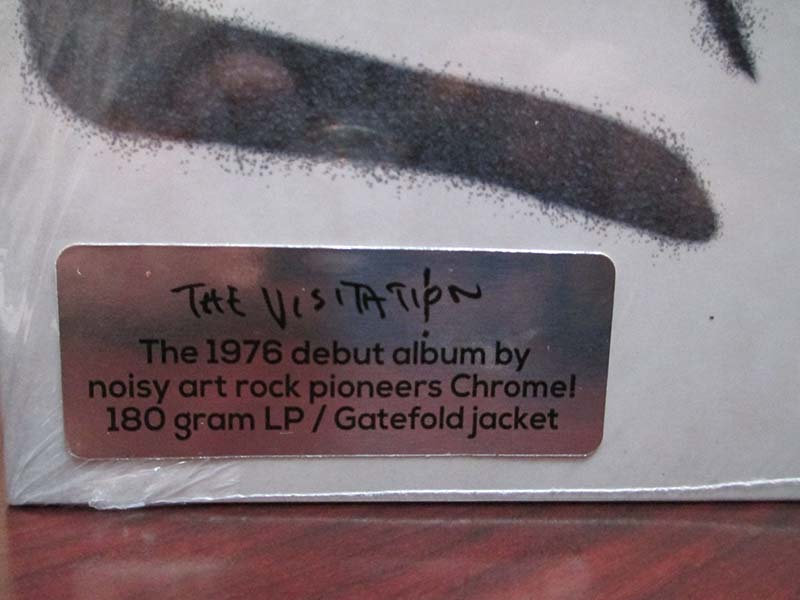 THE VISITATION
The 1976 debut album by
noisy art rock pioneers Chrome!
180 gram LP / Gatefold jacket